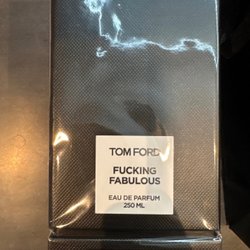 TOM FORD
FUCKING
FABULOUS
EAU DE PARFUM
250 ML